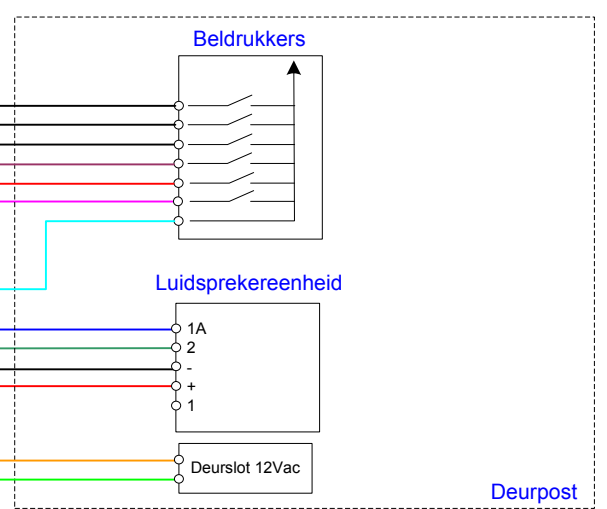 Beldrukkers
Luidsprekereenheid
1A
2
-
+
1
Deurslot 12Vac
Deurpost